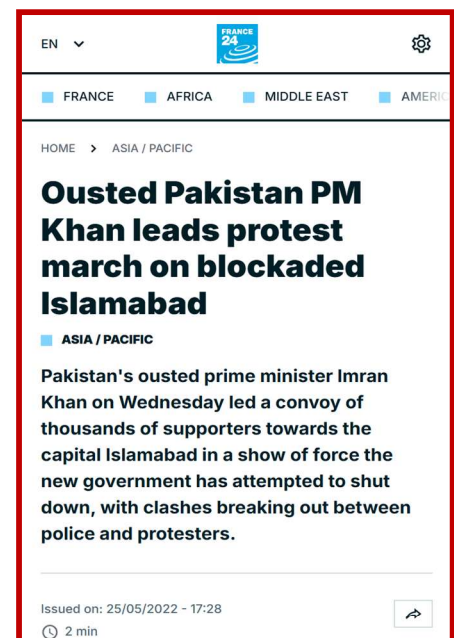 EN
FRANCE
24
FRANCE AFRICA MIDDLE EAST AMERIC
HOME > ASIA / PACIFIC
Ousted Pakistan PM
Khan leads protest
march on blockaded
Islamabad
ASIA / PACIFIC
Pakistan's ousted prime minister Imran
Khan on Wednesday led a convoy of
thousands of supporters towards the
capital Islamabad in a show of force the
new government has attempted to shut
down, with clashes breaking out between
police and protesters.
Issued on: 25/05/2022 - 17:28
2 min